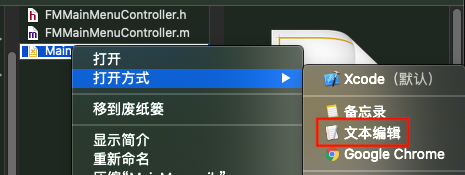 FMMainMenuController.h
FMMainMenuController.m
Main
打开
打开方式
移到废纸篓
显示简介
重新命名
Xcode（默认）
备忘录
文本编辑
Google Chrome